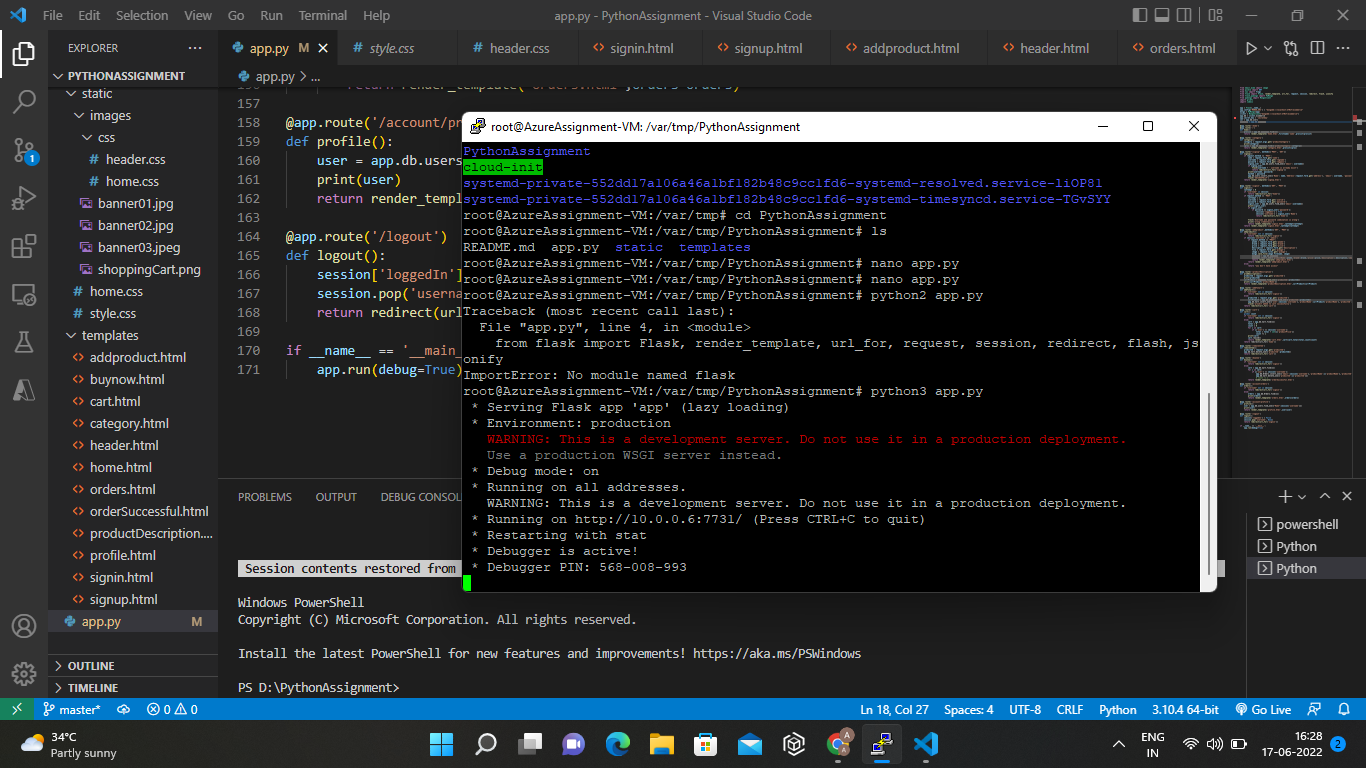 File Edit Selection View Go Run Terminal Help
app.py - PythonAssignment - Visual Studio Code
EXPLORER
app.py M
style.css
header.css
signin.html
signup.html
addproduct.html
header.html
orders.html
PYTHONASSIGNMENT
app.py > ...
static
images
css
header.css
home.css
banner01.jpg
banner02.jpg
banner03.jpeg
shoppingCart.png
home.css
style.css
templates
addproduct.html
buynow.html
cart.html
category.html
header.html
home.html
orders.html
orderSuccessful.html
productDescription....
profile.html
signin.html
signup.html
app.py M
OUTLINE
TIMELINE
157
158 @app.route('/account/pr
159 def profile():
160 user = app.db.users
161 print(user)
162 return render_templ
163
164 @app.route('/logout')
165 def logout():
166 session['loggedIn']
167 session.pop('userna
168 return redirect(url
169
170 if __name__ == '__main_
171 app.run(debug=True)
root@AzureAssignment-VM: /var/tmp/PythonAssignment
PythonAssignment
cloud-init
systemd-private-552dd17a106a46a1bf182b48c9cc1fd6-systemd-resolved.service-liOP8l
systemd-private-552dd17a106a46a1bf182b48c9cc1fd6-systemd-timesyncd.service-TGvSYY
root@AzureAssignment-VM:/var/tmp# cd PythonAssignment
root@AzureAssignment-VM:/var/tmp/PythonAssignment# ls
README.md app.py static templates
root@AzureAssignment-VM:/var/tmp/PythonAssignment# nano app.py
root@AzureAssignment-VM:/var/tmp/PythonAssignment# nano app.py
root@AzureAssignment-VM:/var/tmp/PythonAssignment# python2 app.py
Traceback (most recent call last):
File "app.py", line 4, in <module>
from flask import Flask, render_template, url_for, request, session, redirect, flash, js
onify
ImportError: No module named flask
root@AzureAssignment-VM:/var/tmp/PythonAssignment# python3 app.py
* Serving Flask app 'app' (lazy loading)
* Environment: production
WARNING: This is a development server. Do not use it in a production deployment.
Use a production WSGI server instead.
* Debug mode: on
* Running on all addresses.
WARNING: This is a development server. Do not use it in a production deployment.
* Running on http://10.0.0.6:7731/ (Press CTRL+C to quit)
* Restarting with stat
* Debugger is active!
* Debugger PIN: 568-008-993
PROBLEMS OUTPUT DEBUG CONSOL
Session contents restored from
Windows PowerShell
Copyright (C) Microsoft Corporation. All rights reserved.
Install the latest PowerShell for new features and improvements! https://aka.ms/PSWindows
PS D:\PythonAssignment>
powershell
Python
Python
1
master* 0 0 Ln 18, Col 27 Spaces: 4 UTF-8 CRLF Python 3.10.4 64-bit Go Live
34°C
Partly sunny
A
ENG
IN
16:28
17-06-2022
2